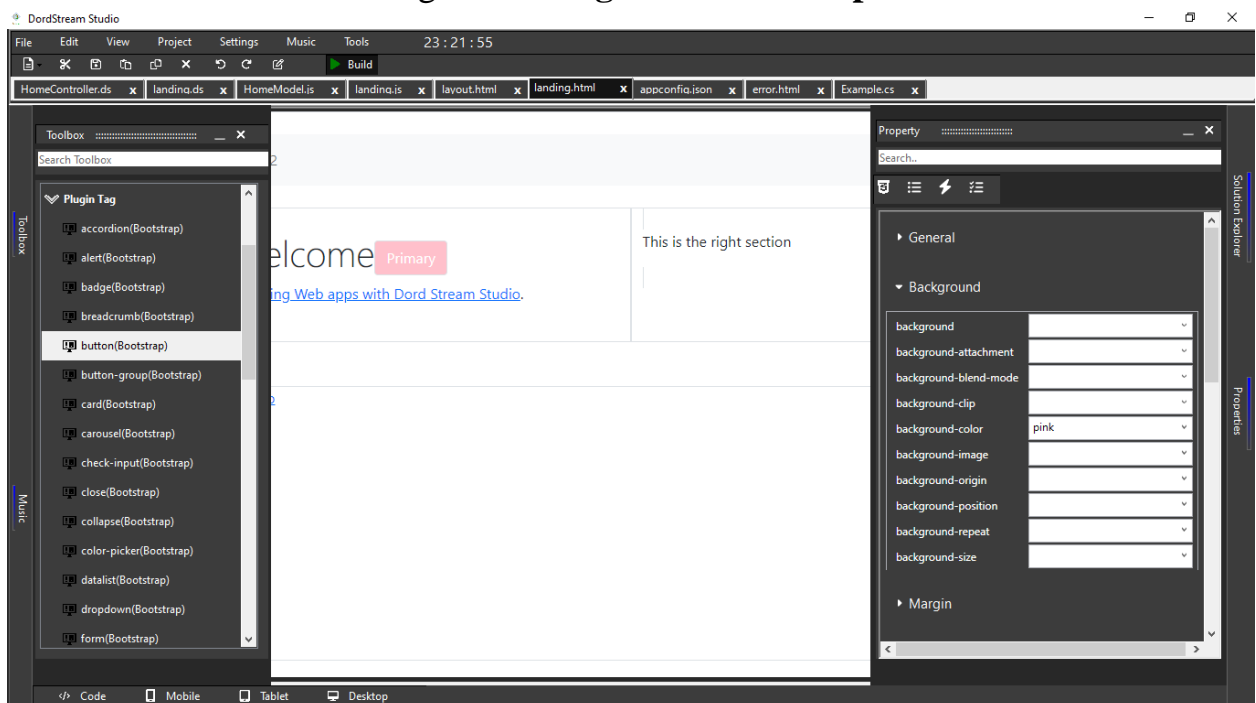 DordStream Studio
File Edit View Project Settings Music Tools 23:21:55
Build
HomeController.ds x landing.ds x HomeModel.js x landing.js x layout.html x landing.html x appconfig.json x error.html x Example.cs x
Toolbox
Search Toolbox
Plugin Tag
accordion(Bootstrap)
alert(Bootstrap)
badge(Bootstrap)
breadcrumb(Bootstrap)
button(Bootstrap)
button-group(Bootstrap)
card(Bootstrap)
carousel(Bootstrap)
check-input(Bootstrap)
close(Bootstrap)
collapse(Bootstrap)
color-picker(Bootstrap)
datalist(Bootstrap)
dropdown(Bootstrap)
form(Bootstrap)
Toolbox
Music
2
elcome Primary
ing Web apps with Dord Stream Studio.
This is the right section
Property
Search..
General
Background
background
background-attachment
background-blend-mode
background-clip
background-color pink
background-image
background-origin
background-position
background-repeat
background-size
Margin
Solution Explorer
Properties
</> Code Mobile Tablet Desktop